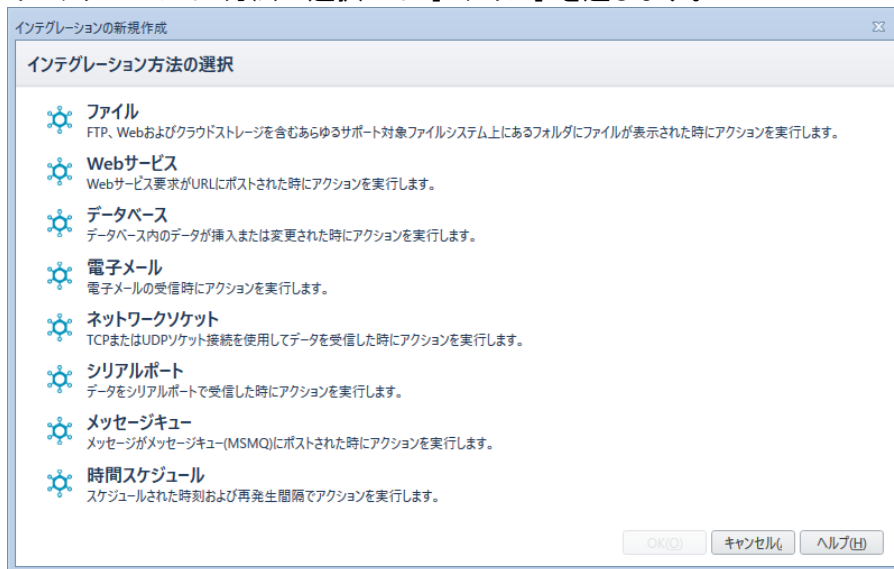 インテグレーションの新規作成
インテグレーション方法の選択
ファイル
FTP、Webおよびクラウドストレージを含むあらゆるサポート対象ファイルシステム上にあるフォルダにファイルが表示された時にアクションを実行します。
Webサービス
Webサービス要求がURLにポストされた時にアクションを実行します。
データベース
データベース内のデータが挿入または変更された時にアクションを実行します。
電子メール
電子メールの受信時にアクションを実行します。
ネットワークソケット
TCPまたはUDPソケット接続を使用してデータを受信した時にアクションを実行します。
シリアルポート
データをシリアルポートで受信した時にアクションを実行します。
メッセージキュー
メッセージがメッセージキュー(MSMQ)にポストされた時にアクションを実行します。
時間スケジュール
スケジュールされた時刻および再発生間隔でアクションを実行します。
OK(O) キャンセル( ヘルプ(H)